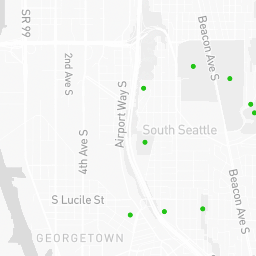 SR 99
2nd Ave S
Airport Way S
Beacon Ave S
South Seattle
4th Ave S
S Lucile St
Beacon Ave S
GEORGETOWN